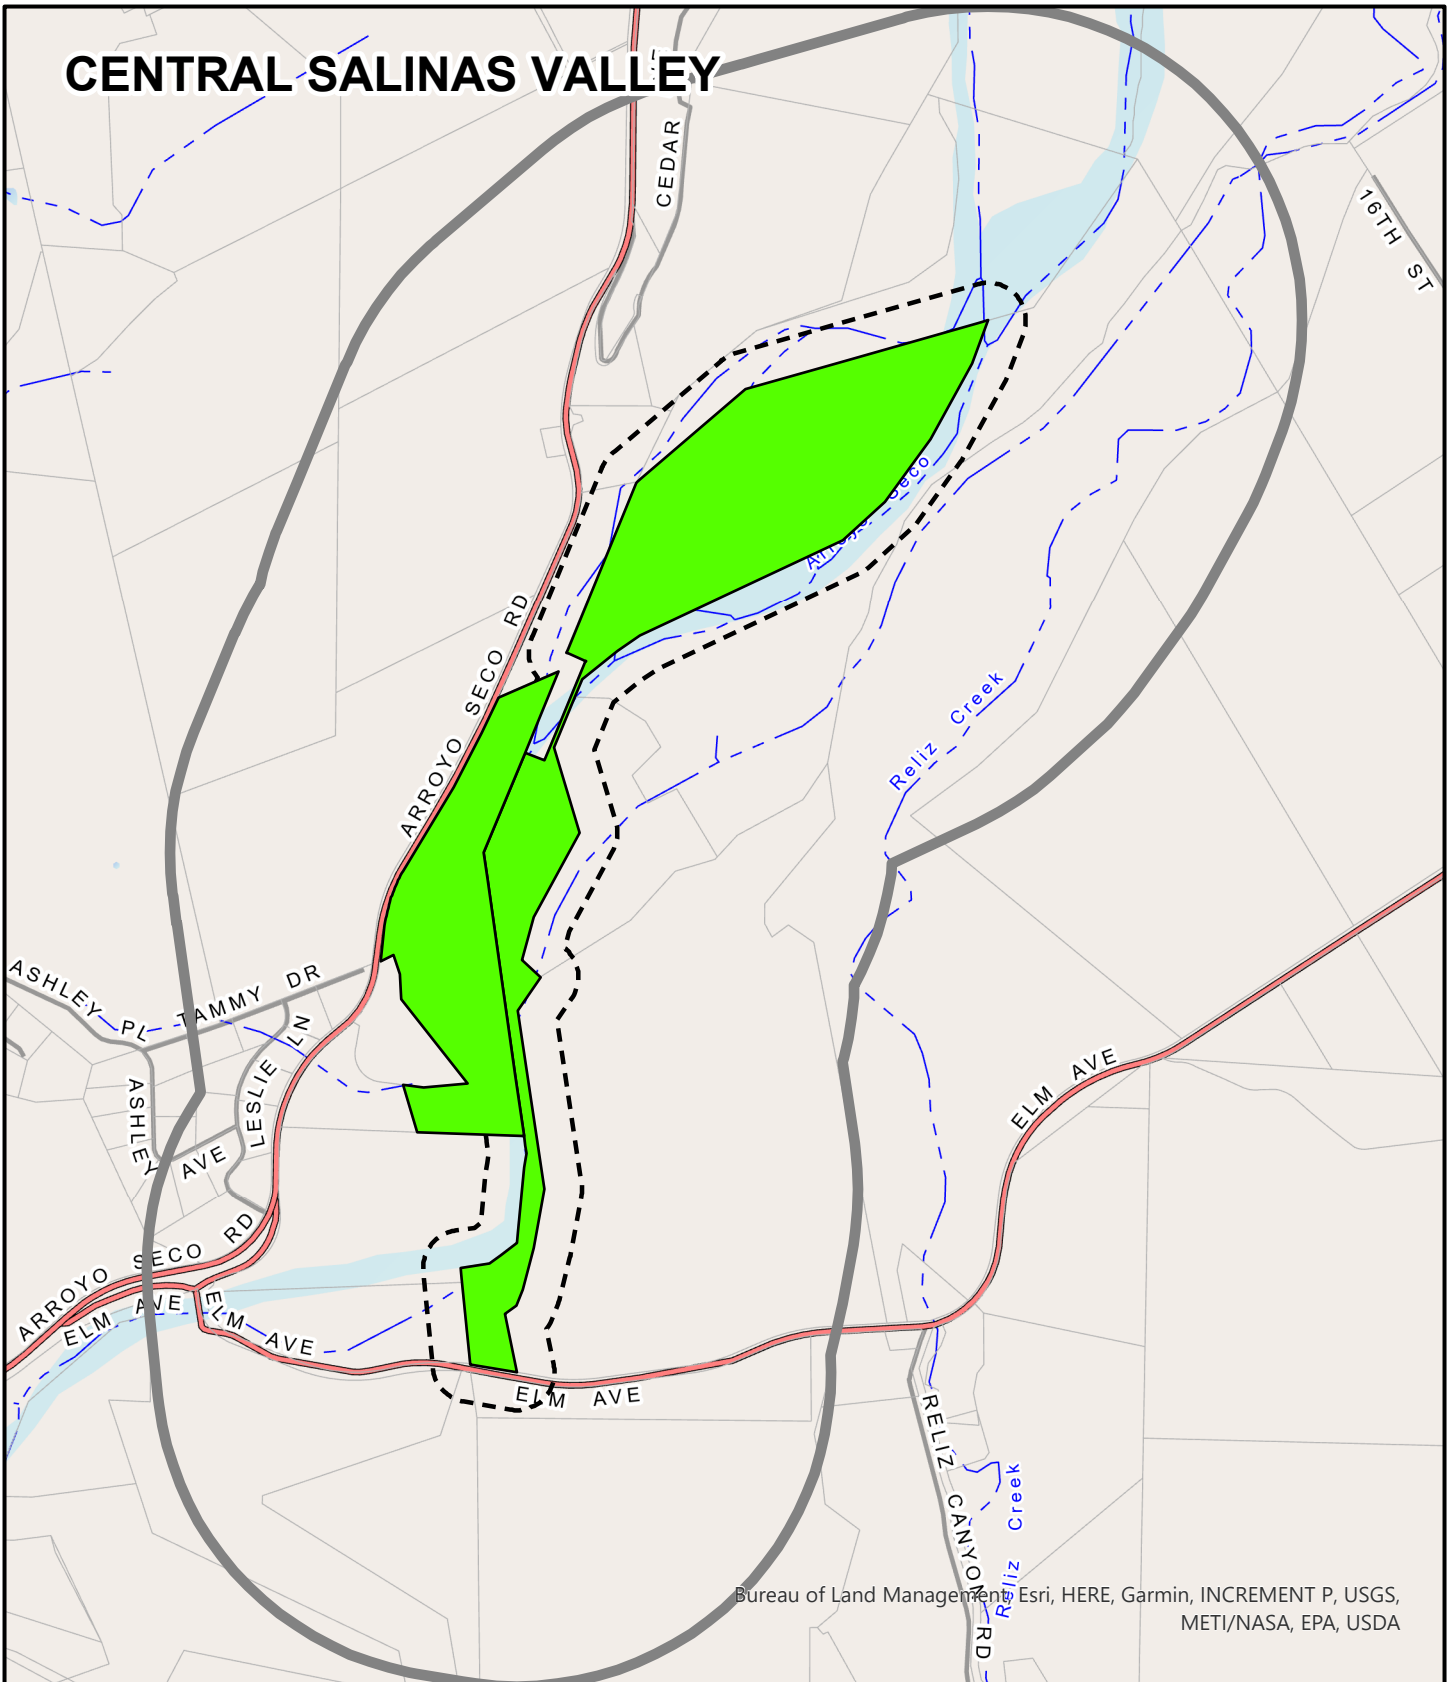 CENTRAL SALINAS VALLEY
CEDAR
16TH ST
Arroyo Seco
ARROYO SECO RD
Reliz Creek
ASHLEY PL
TAMMY DR
LESLIE LN
ASHLEY AVE
ELM AVE
ARROYO SECO RD
ELM AVE
ELM AVE
ELM AVE
RELIZ CANYON RD
Reliz Creek
Bureau of Land Management, Esri, HERE, Garmin, INCREMENT P, USGS,
METI/NASA, EPA, USDA